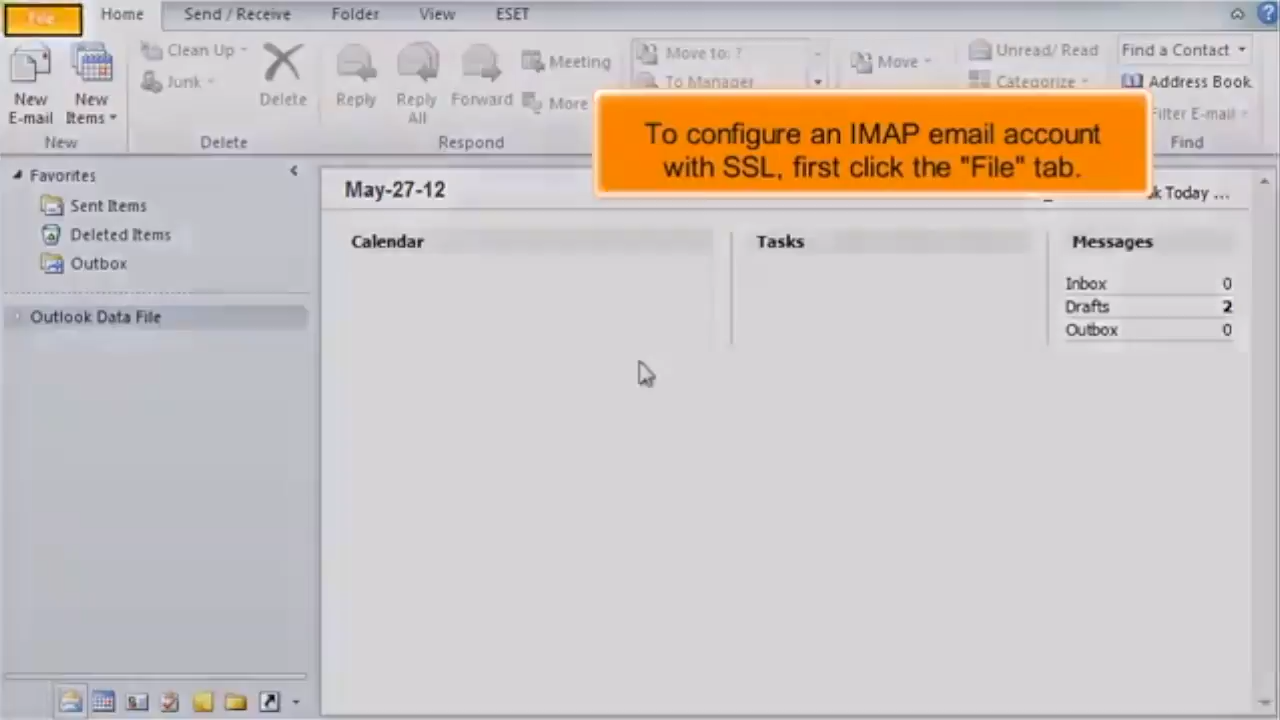 File Home Send / Receive Folder View ESET
Clean Up
Junk
Delete
Reply
Reply
All
Forward
Meeting
More
Move to: ?
To Manager
Move
Unread/ Read
Categorize
Filter E-mail
Find a Contact
Address Book
New
E-mail
New
Items
New Delete Respond Find
To configure an IMAP email account
with SSL, first click the "File" tab.
Favorites
Sent Items
Deleted Items
Outbox
Outlook Data File
May-27-12
k Today ...
Calendar Tasks Messages
Inbox 0
Drafts 2
Outbox 0